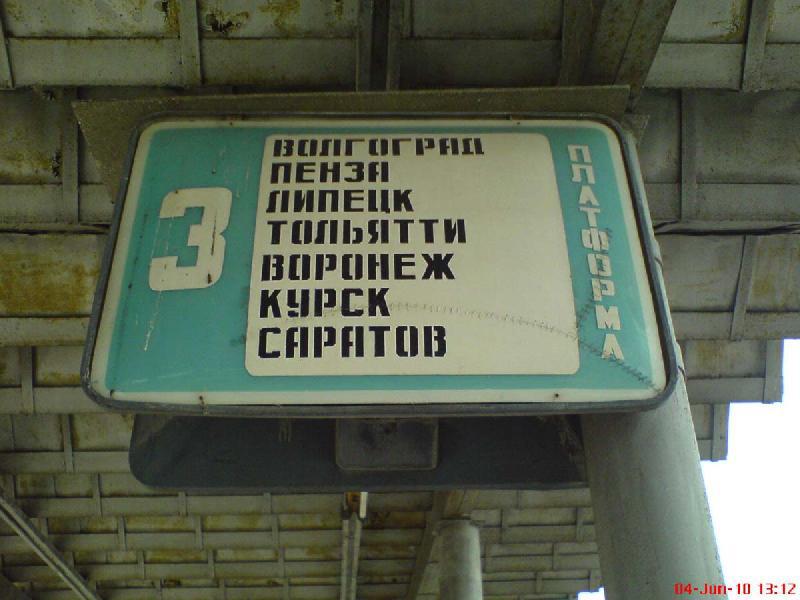 3
ВОЛГОГРАД
ПЕНЗА
ЛИПЕЦК
ТОЛЬЯТТИ
ВОРОНЕЖ
КУРСК
САРАТОВ
ПЛАТФОРМА
04-Jun-10 13:12